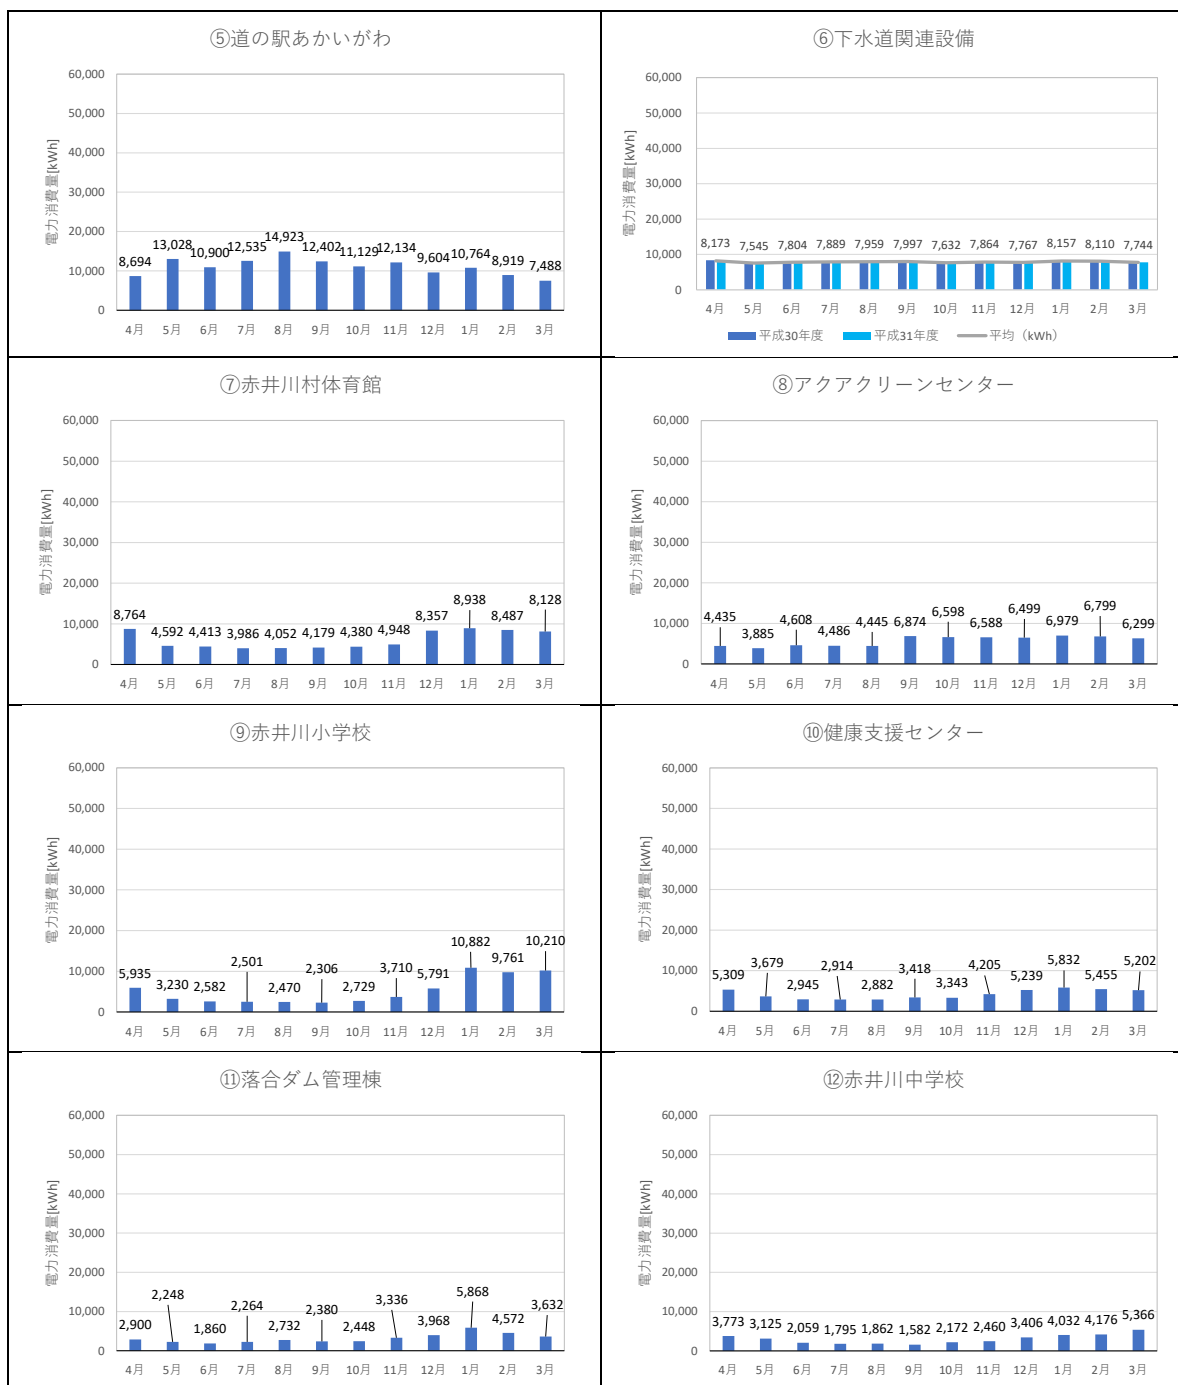 ⑤道の駅あかいがわ
電力消費量[kWh]
60,000
50,000
40,000
30,000
20,000
10,000
0
8,694 13,028 10,900 12,535 14,923 12,402 11,129 12,134 9,604 10,764 8,919 7,488
4月 5月 6月 7月 8月 9月 10月 11月 12月 1月 2月 3月
⑥下水道関連設備
電力消費量[kWh]
60,000
50,000
40,000
30,000
20,000
10,000
0
8,173 7,545 7,804 7,889 7,959 7,997 7,632 7,864 7,767 8,157 8,110 7,744
4月 5月 6月 7月 8月 9月 10月 11月 12月 1月 2月 3月
平成30年度 平成31年度 平均（kWh）
⑦赤井川村体育館
電力消費量[kWh]
60,000
50,000
40,000
30,000
20,000
10,000
0
8,764 4,592 4,413 3,986 4,052 4,179 4,380 4,948 8,357 8,938 8,487 8,128
4月 5月 6月 7月 8月 9月 10月 11月 12月 1月 2月 3月
⑧アクアクリーンセンター
電力消費量[kWh]
60,000
50,000
40,000
30,000
20,000
10,000
0
4,435 3,885 4,608 4,486 4,445 6,874 6,598 6,588 6,499 6,979 6,799 6,299
4月 5月 6月 7月 8月 9月 10月 11月 12月 1月 2月 3月
⑨赤井川小学校
電力消費量[kWh]
60,000
50,000
40,000
30,000
20,000
10,000
0
5,935 3,230 2,582 2,501 2,470 2,306 2,729 3,710 5,791 10,882 9,761 10,210
4月 5月 6月 7月 8月 9月 10月 11月 12月 1月 2月 3月
⑩健康支援センター
電力消費量[kWh]
60,000
50,000
40,000
30,000
20,000
10,000
0
5,309 3,679 2,945 2,914 2,882 3,418 3,343 4,205 5,239 5,832 5,455 5,202
4月 5月 6月 7月 8月 9月 10月 11月 12月 1月 2月 3月
⑪落合ダム管理棟
電力消費量[kWh]
60,000
50,000
40,000
30,000
20,000
10,000
0
2,900 2,248 1,860 2,264 2,732 2,380 2,448 3,336 3,968 5,868 4,572 3,632
4月 5月 6月 7月 8月 9月 10月 11月 12月 1月 2月 3月
⑫赤井川中学校
電力消費量[kWh]
60,000
50,000
40,000
30,000
20,000
10,000
0
3,773 3,125 2,059 1,795 1,862 1,582 2,172 2,460 3,406 4,032 4,176 5,366
4月 5月 6月 7月 8月 9月 10月 11月 12月 1月 2月 3月